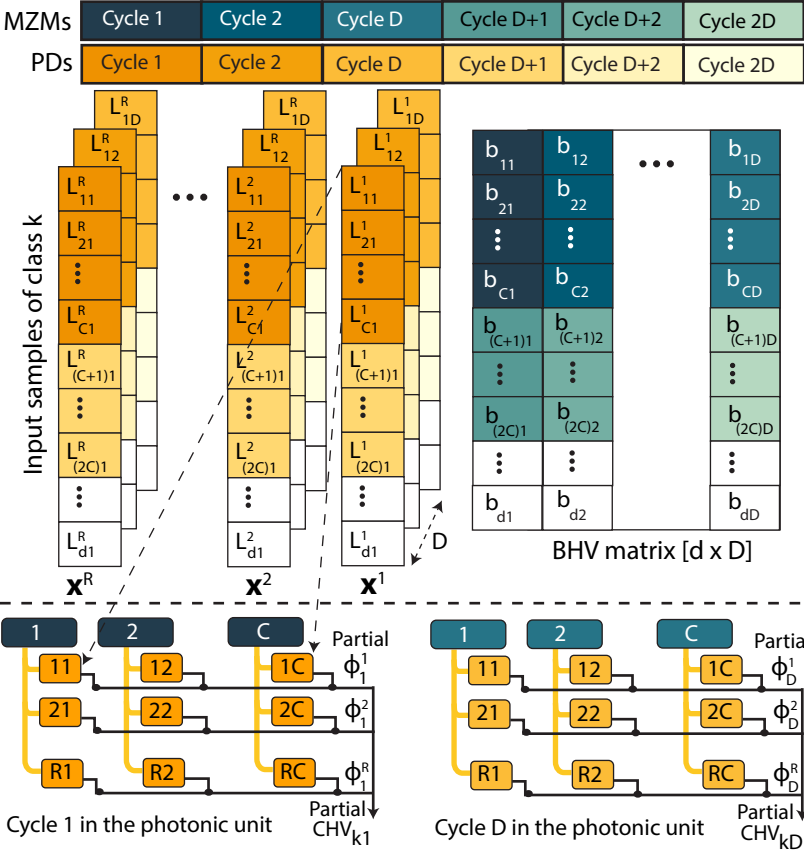 MZMs Cycle 1 Cycle 2 Cycle D Cycle D+1 Cycle D+2 Cycle 2D
PDs Cycle 1 Cycle 2 Cycle D Cycle D+1 Cycle D+2 Cycle 2D
Input samples of class k
L^R_1D
L^R_12
L^R_11
L^R_21
⋮
L^R_C1
L^R_(C+1)1
⋮
L^R_(2C)1
⋮
L^R_d1
x^R
•••
L^R_1D
L^R_12
L^2_11
L^2_21
⋮
L^2_C1
L^2_(C+1)1
⋮
L^2_(2C)1
⋮
L^2_d1
x^2
L^1_1D
L^1_12
L^1_11
L^1_21
⋮
L^1_C1
L^1_(C+1)1
⋮
L^1_(2C)1
⋮
L^1_d1
x^1
D
b_11 b_12 ••• b_1D
b_21 b_22 b_2D
⋮ ⋮ ⋮
b_C1 b_C2 b_CD
b_(C+1)1 b_(C+1)2 b_(C+1)D
⋮ ⋮ ⋮
b_(2C)1 b_(2C)2 b_(2C)D
⋮ ⋮ ⋮
b_d1 b_d2 b_dD
BHV matrix [d x D]
1 2 C Partial
11 12 1C ϕ^1_1
21 22 2C ϕ^2_1
R1 R2 RC ϕ^R_1
Partial
CHV_k1
Cycle 1 in the photonic unit
1 2 C Partia
11 12 1C ϕ^1_D
21 22 2C ϕ^2_D
R1 R2 RC ϕ^R_D
Partial
CHV_kD
Cycle D in the photonic unit